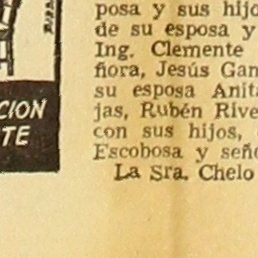 CION
TE
posa y sus hijo
de su esposa y
Ing. Clemente
ñora, Jesús Gan
su esposa Anita
jas, Rubén Rive
con sus hijos,
Escobosa y seño
La Sra. Chelo